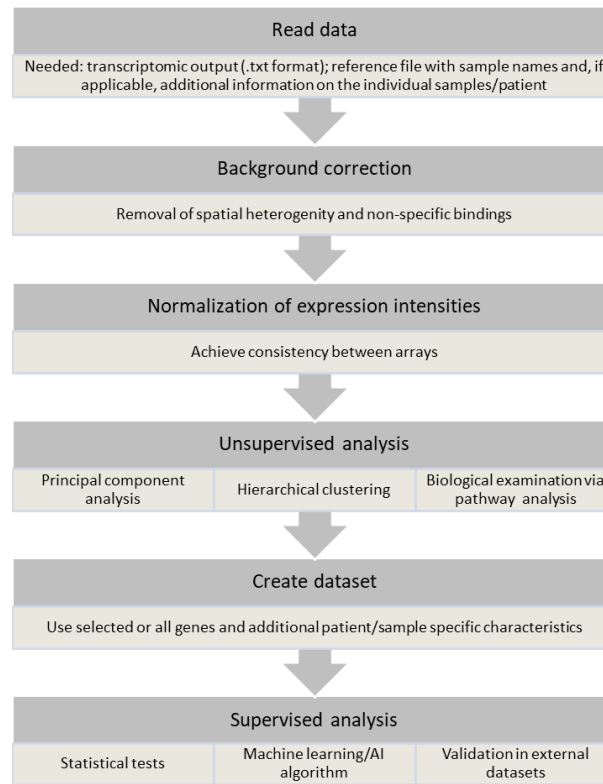 Read data
Needed: transcriptomic output (.txt format); reference file with sample names and, if
applicable, additional information on the individual samples/patient
Background correction
Removal of spatial heterogenity and non-specific bindings
Normalization of expression intensities
Achieve consistency between arrays
Unsupervised analysis
Principal component
analysis
Hierarchical clustering
Biological examination via
pathway analysis
Create dataset
Use selected or all genes and additional patient/sample specific characteristics
Supervised analysis
Statistical tests
Machine learning/AI
algorithm
Validation in external
datasets